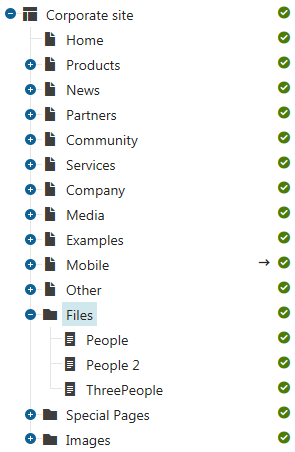 Corporate site
Home
Products
News
Partners
Community
Services
Company
Media
Examples
Mobile
Other
Files
People
People 2
ThreePeople
Special Pages
Images